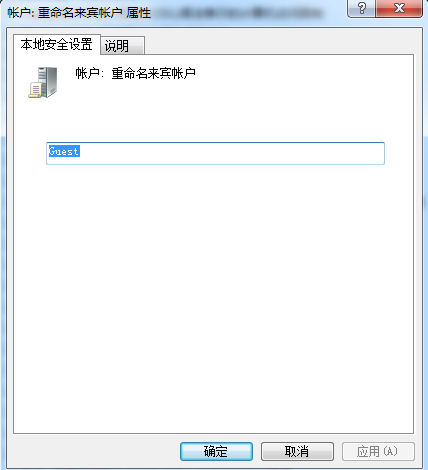 帐户: 重命名来宾帐户 属性
本地安全设置 说明
帐户: 重命名来宾帐户
Guest
确定 取消 应用(A)